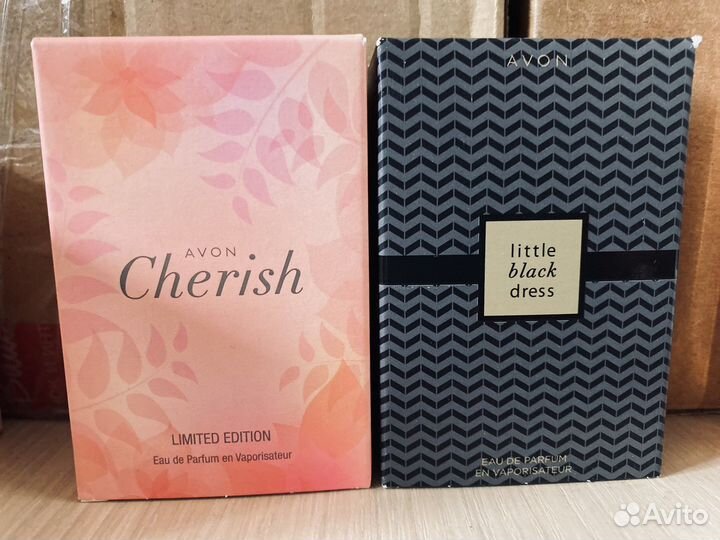 AVON
Cherish
LIMITED EDITION
Eau de Parfum en Vaporisateur
AVON
little
black
dress
EAU DE PARFUM
EN VAPORISATEUR
Avito